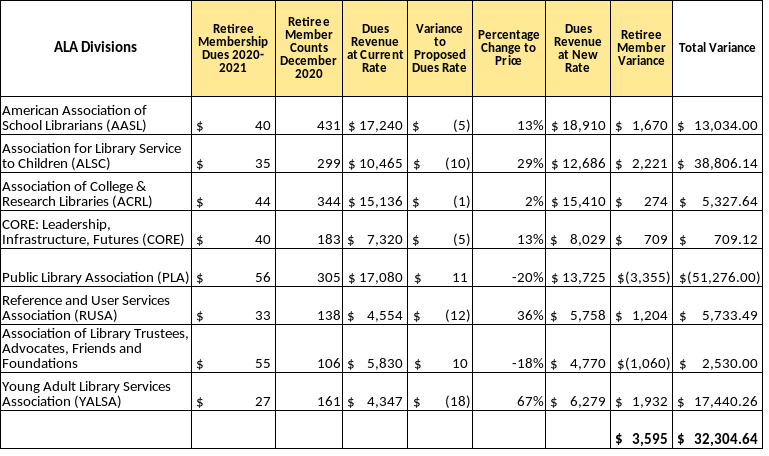 ALA Divisions
Retiree
Membership
Dues 2020-
2021
Retiree
Member
Counts
December
2020
Dues
Revenue
at Current
Rate
Variance
to
Proposed
Dues Rate
Percentage
Change to
Price
Dues
Revenue
at New
Rate
Retiree
Member
Variance
Total Variance
American Association of
School Librarians (AASL) $ 40 431 $ 17,240 $ (5) 13% $ 18,910 $ 1,670 $ 13,034.00
Association for Library Service
to Children (ALSC) $ 35 299 $ 10,465 $ (10) 29% $ 12,686 $ 2,221 $ 38,806.14
Association of College &
Research Libraries (ACRL) $ 44 344 $ 15,136 $ (1) 2% $ 15,410 $ 274 $ 5,327.64
CORE: Leadership,
Infrastructure, Futures (CORE) $ 40 183 $ 7,320 $ (5) 13% $ 8,029 $ 709 $ 709.12
Public Library Association (PLA) $ 56 305 $ 17,080 $ 11 -20% $ 13,725 $(3,355) $(51,276.00)
Reference and User Services
Association (RUSA) $ 33 138 $ 4,554 $ (12) 36% $ 5,758 $ 1,204 $ 5,733.49
Association of Library Trustees,
Advocates, Friends and
Foundations $ 55 106 $ 5,830 $ 10 -18% $ 4,770 $(1,060) $ 2,530.00
Young Adult Library Services
Association (YALSA) $ 27 161 $ 4,347 $ (18) 67% $ 6,279 $ 1,932 $ 17,440.26
$ 3,595 $ 32,304.64